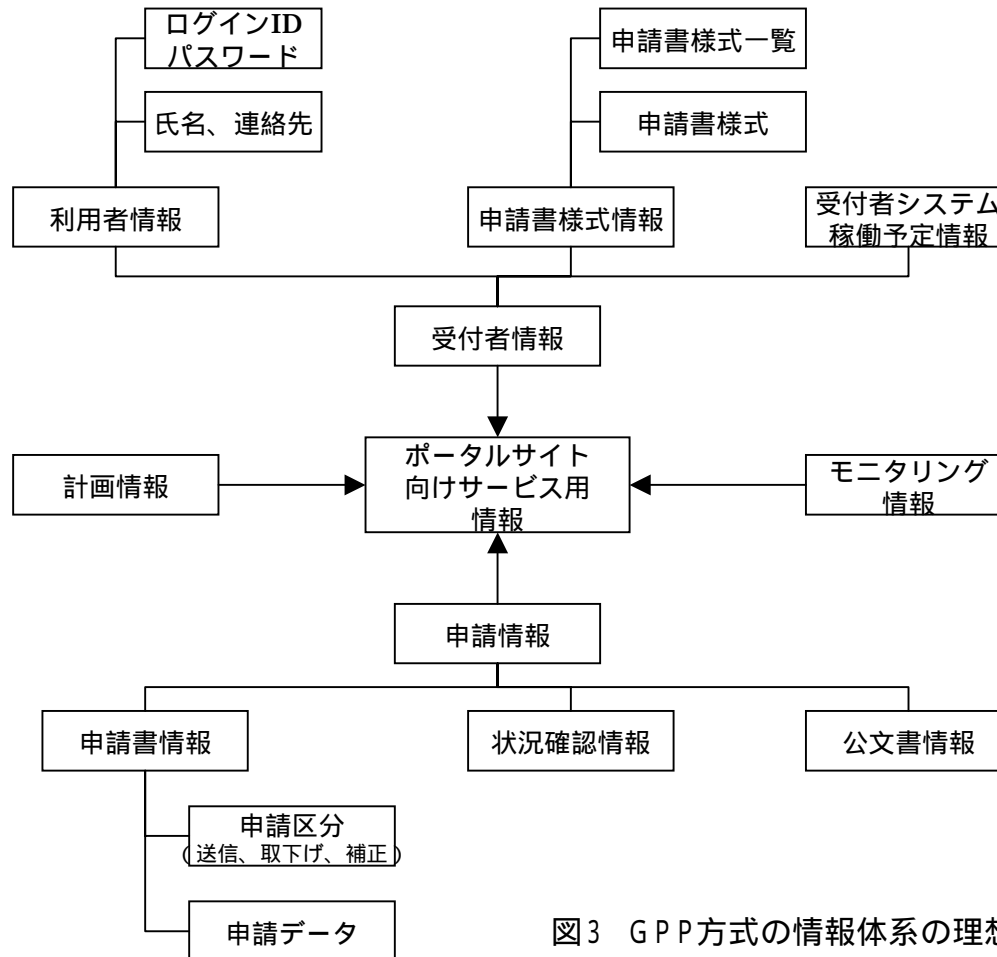 ログインID
パスワード
申請書様式一覧
氏名、連絡先
申請書様式
利用者情報
申請書様式情報
受付者システム
稼働予定情報
受付者情報
計画情報
ポータルサイト
向けサービス用
情報
モニタリング
情報
申請情報
申請書情報
状況確認情報
公文書情報
申請区分
(送信、取下げ、補正)
申請データ
図3 GPP方式の情報体系の理想